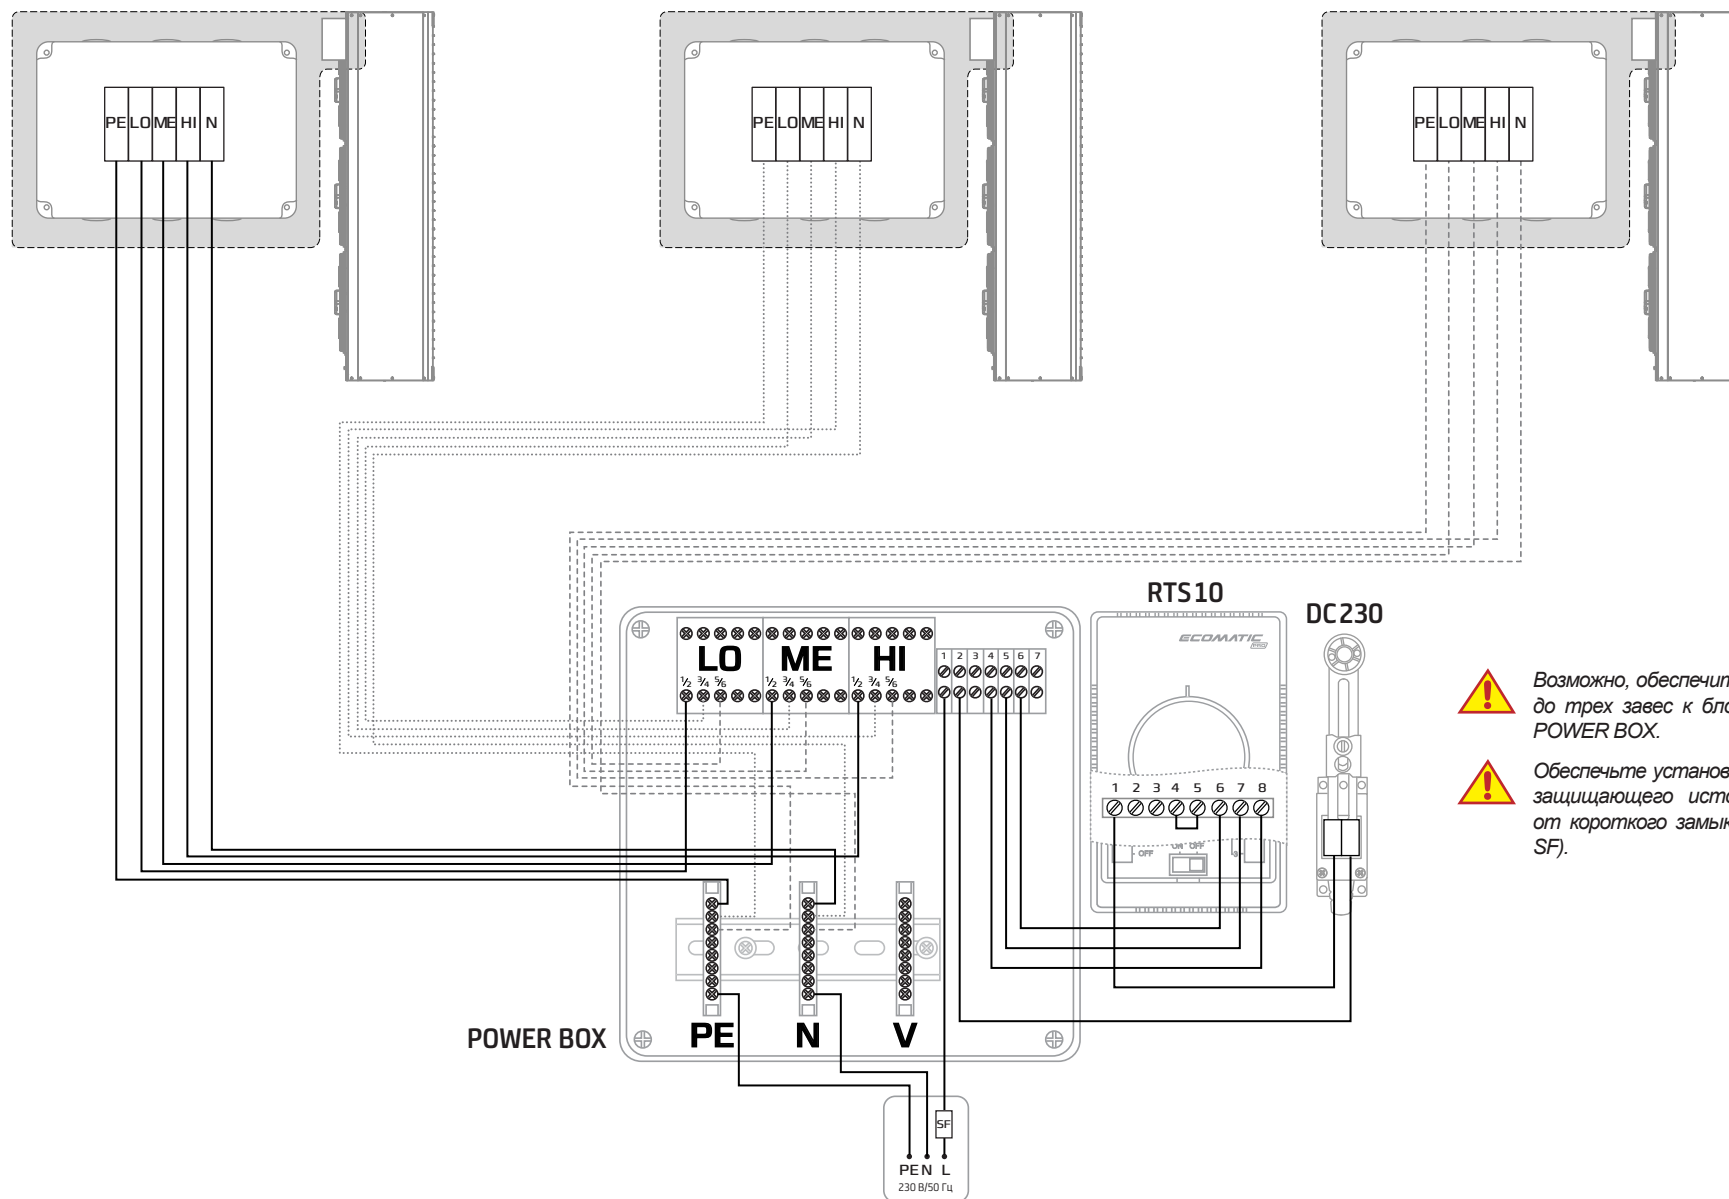 PE LO ME HI N
PE LO ME HI N
PE LO ME HI N
RTS10
DC230
ECOMATIC
LO ME HI
1/2 3/4 5/6 1/2 3/4 5/6 1/2 3/4 5/6
1 2 3 4 5 6 7
1 2 3 4 5 6 7 8
OFF ON OFF 3
Возможно, обеспечит
до трех завес к бло
POWER BOX.
Обеспечьте установ
защищающего исто
от короткого замык
SF).
POWER BOX
PE N V
SF
PE N L
230 В/50 Гц